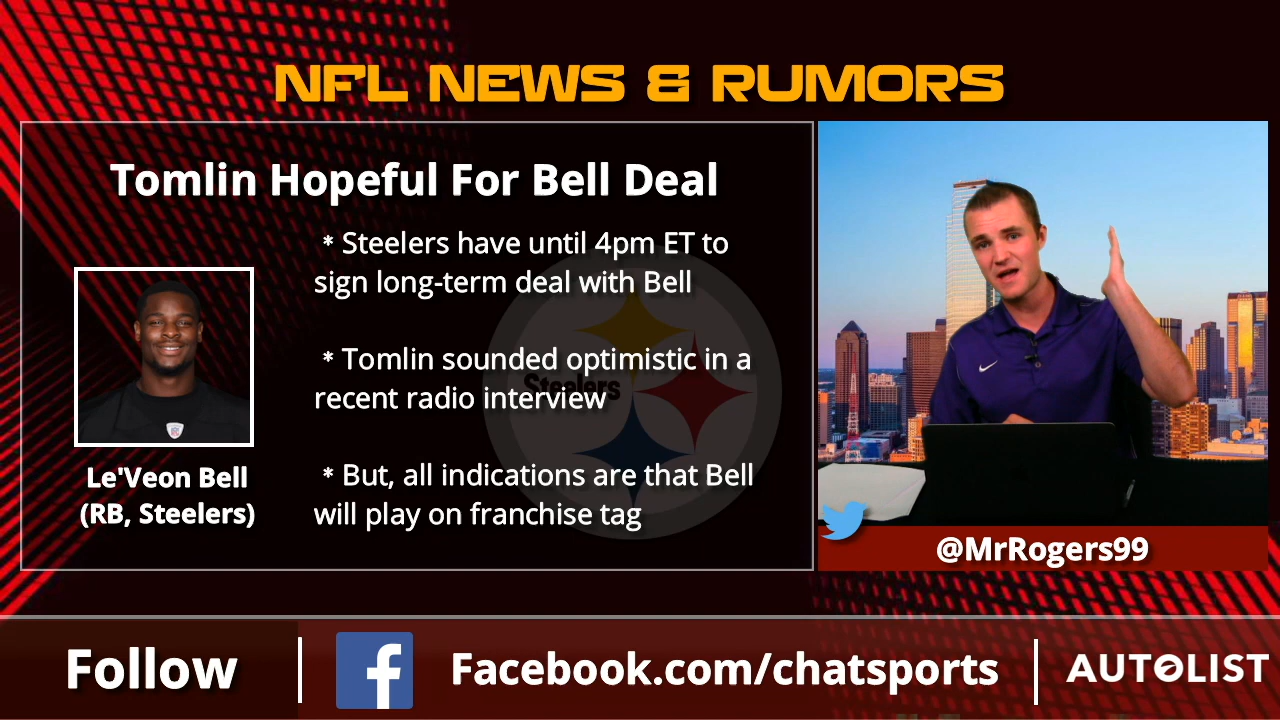 NFL NEWS & RUMORS
Tomlin Hopeful For Bell Deal
* Steelers have until 4pm ET to
sign long-term deal with Bell
* Tomlin sounded optimistic in a
recent radio interview
* But, all indications are that Bell
will play on franchise tag
Steelers
Le'Veon Bell
(RB, Steelers)
@MrRogers99
Follow
Facebook.com/chatsports
AUTOLIST